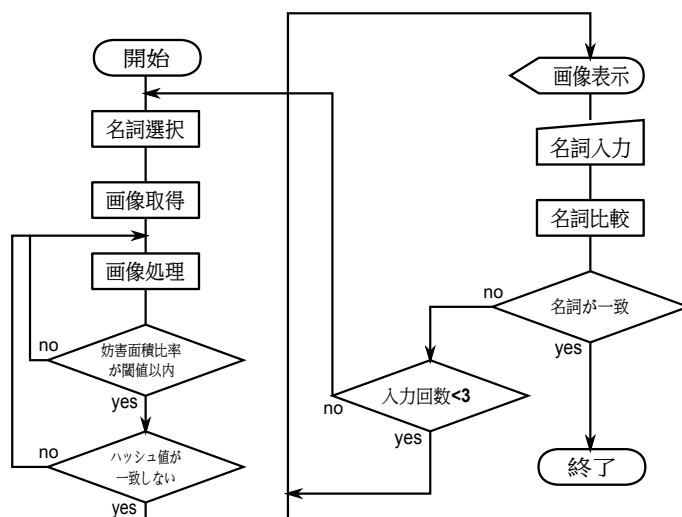 開始
名詞選択
画像取得
画像処理
妨害面積比率
が閾値以内
no
yes
ハッシュ値が
一致しない
no
yes
画像表示
名詞入力
名詞比較
名詞が一致
no
yes
入力回数<3
no
yes
終了